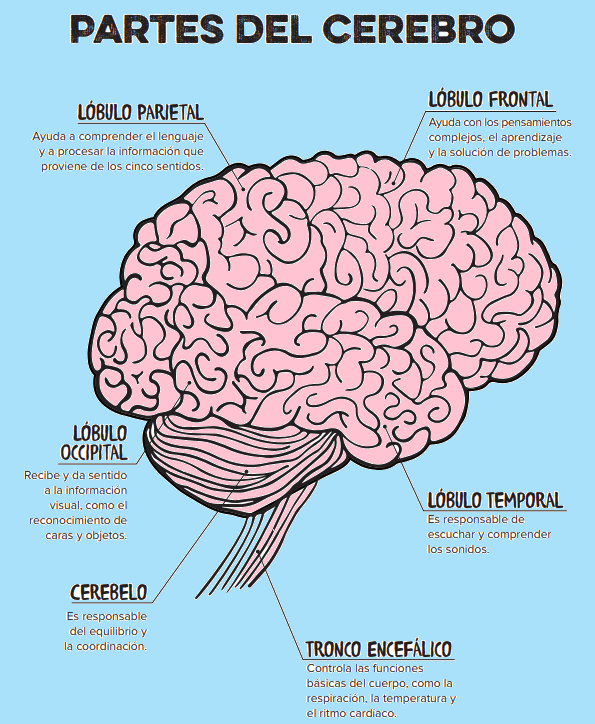 PARTES DEL CEREBRO
LÓBULO PARIETAL
Ayuda a comprender el lenguaje
y a procesar la información que
proviene de los cinco sentidos.
LÓBULO FRONTAL
Ayuda con los pensamientos
complejos, el aprendizaje
y la solución de problemas.
LÓBULO
OCCIPITAL
Recibe y da sentido
a la información
visual, como el
reconocimiento de
caras y objetos.
LÓBULO TEMPORAL
Es responsable de
escuchar y comprender
los sonidos.
CEREBELO
Es responsable
del equilibrio y
la coordinación.
TRONCO ENCEFÁLICO
Controla las funciones
básicas del cuerpo, como la
respiración, la temperatura y
el ritmo cardíaco.